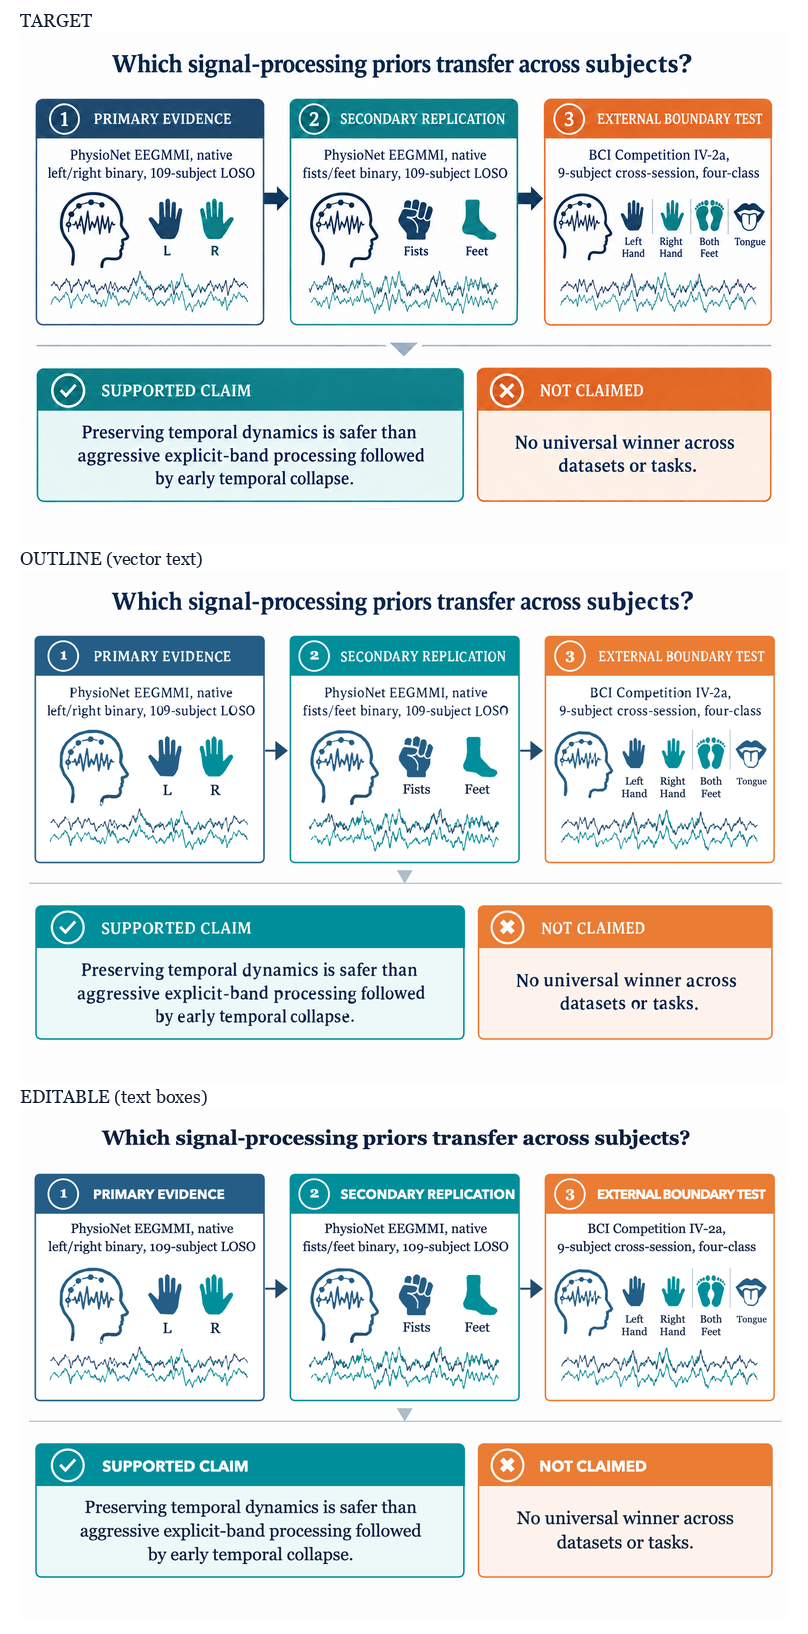 TARGET
Which signal-processing priors transfer across subjects?
1 PRIMARY EVIDENCE
PhysioNet EEGMMI, native
left/right binary, 109-subject LOSO
L R
2 SECONDARY REPLICATION
PhysioNet EEGMMI, native
fists/feet binary, 109-subject LOSO
Fists Feet
3 EXTERNAL BOUNDARY TEST
BCI Competition IV-2a,
9-subject cross-session, four-class
Left Hand
Right Hand
Both Feet
Tongue
SUPPORTED CLAIM
Preserving temporal dynamics is safer than
aggressive explicit-band processing followed
by early temporal collapse.
NOT CLAIMED
No universal winner across
datasets or tasks.
OUTLINE (vector text)
Which signal-processing priors transfer across subjects?
1 PRIMARY EVIDENCE
PhysioNet EEGMMI, native
left/right binary, 109-subject LOSO
L R
2 SECONDARY REPLICATION
PhysioNet EEGMMI, native
fists/feet binary, 109-subject LOSO
Fists Feet
3 EXTERNAL BOUNDARY TEST
BCI Competition IV-2a,
9-subject cross-session, four-class
Left Hand
Right Hand
Both Feet
Tongue
SUPPORTED CLAIM
Preserving temporal dynamics is safer than
aggressive explicit-band processing followed
by early temporal collapse.
NOT CLAIMED
No universal winner across
datasets or tasks.
EDITABLE (text boxes)
Which signal-processing priors transfer across subjects?
1 PRIMARY EVIDENCE
PhysioNet EEGMMI, native
left/right binary, 109-subject LOSO
L R
2 SECONDARY REPLICATION
PhysioNet EEGMMI, native
fists/feet binary, 109-subject LOSO
Fists Feet
3 EXTERNAL BOUNDARY TEST
BCI Competition IV-2a,
9-subject cross-session, four-class
Left Hand
Right Hand
Both Feet
Tongue
SUPPORTED CLAIM
Preserving temporal dynamics is safer than
aggressive explicit-band processing followed
by early temporal collapse.
NOT CLAIMED
No universal winner across
datasets or tasks.